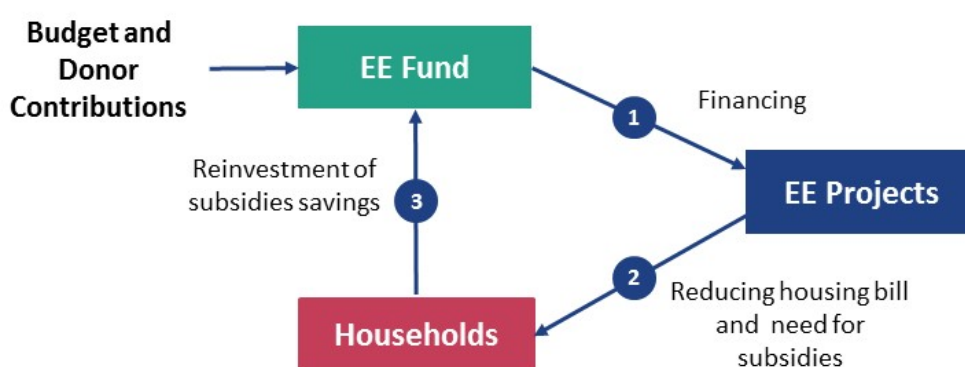 Budget and
Donor
Contributions
EE Fund
1
Financing
Reinvestment of
subsidies savings
3
EE Projects
2
Reducing housing bill
and need for
subsidies
Households